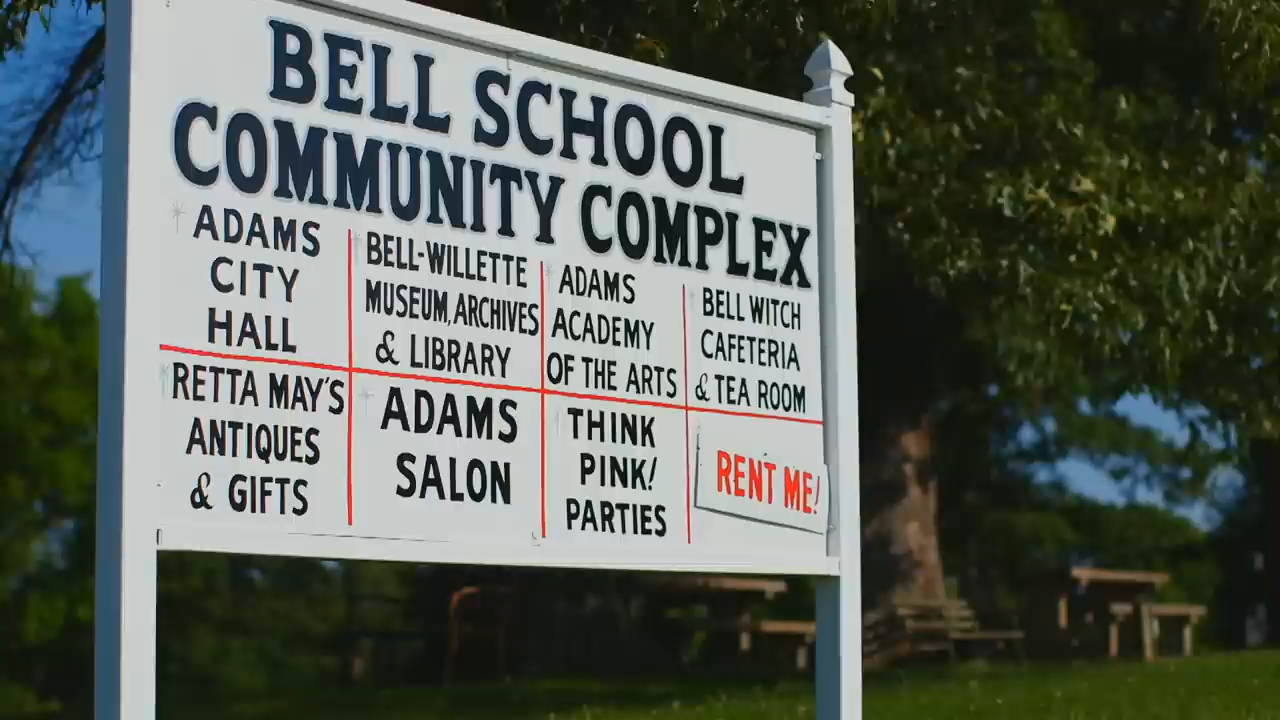 BELL SCHOOL
COMMUNITY COMPLEX
ADAMS
CITY
HALL
BELL-WILLETTE
MUSEUM, ARCHIVES
& LIBRARY
ADAMS
ACADEMY
OF THE ARTS
BELL WITCH
CAFETERIA
& TEA ROOM
RETTA MAY'S
ANTIQUES
& GIFTS
ADAMS
SALON
THINK
PINK!
PARTIES
RENT ME!